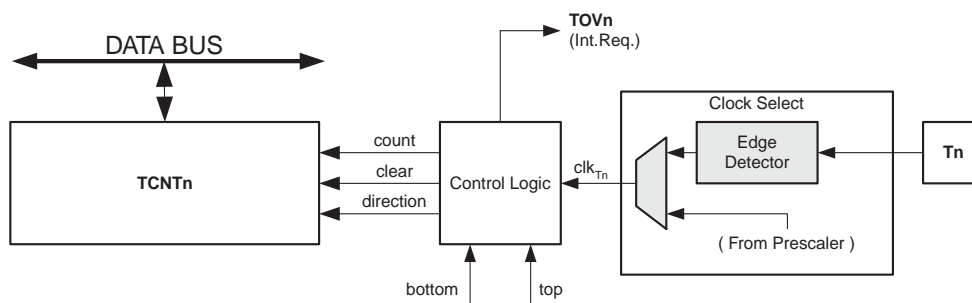 TOVn
(Int.Req.)
DATA BUS
Clock Select
count
Edge
Detector
Tn
TCNTn
clear
Control Logic
clkTn
direction
( From Prescaler )
bottom
top